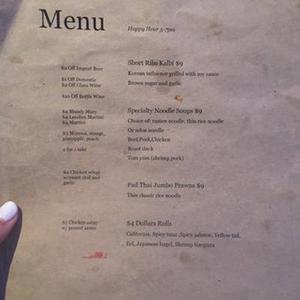 Menu
Happy Hour 5-7pm
Short Ribs Kalbi $9
$2 Off Import Beer
Korean influence grilled with soy sauce
$1 Off Domestic
Brown sugar and garlic
$2 Off Glass Wine
$10 Off Bottle Wine
$4 Bloody Mary
Specialty Noodle Soups $9
$4 London Martini
Choice of: ramen noodle, thin rice noodle
$4 Martini
Or udon noodle
$5 Mimosa, orange,
Beef, Pork, Chicken
pineapple, peach
Roast duck
2 for 1 sake
Tom yum (shrimp, pork)
$4 Chicken wings
sriracha chili and
garlic
Pad Thai Jumbo Prawns $9
Thin classic rice noodle
$5 Chicken satay
$4 Dollars Rolls
w/ peanut sauce
California, Spicy tuna, Spicy salmon, Yellow tail,
Eel, Japanese bagel, Shrimp tempura